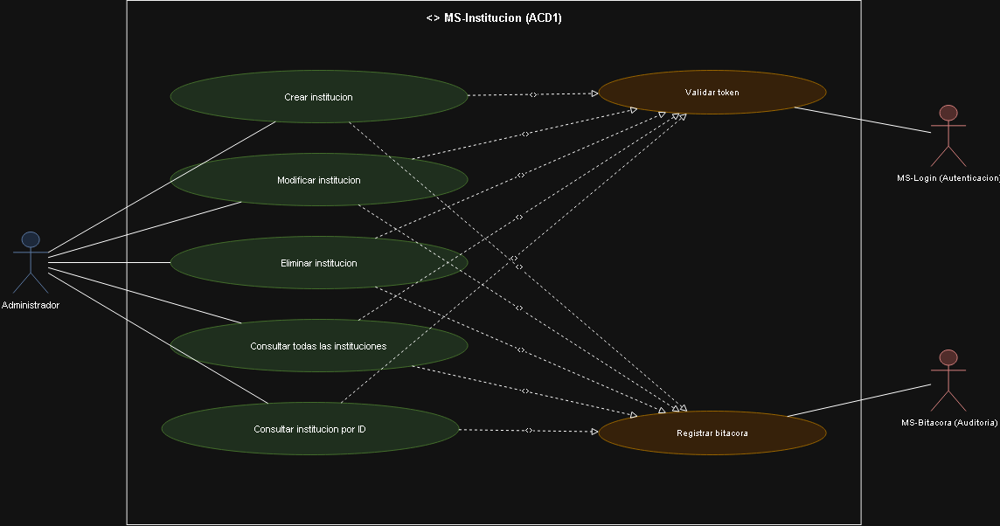 <> MS-Institucion (ACD1)
Crear institucion
<>
Validar token
<>
Modificar institucion
<>
MS-Login (Autenticacion)
<>
Eliminar institucion
<>
<>
Administrador
<>
Consultar todas las instituciones
<>
<>
Consultar institucion por ID
<>
Registrar bitacora
MS-Bitacora (Auditoria)